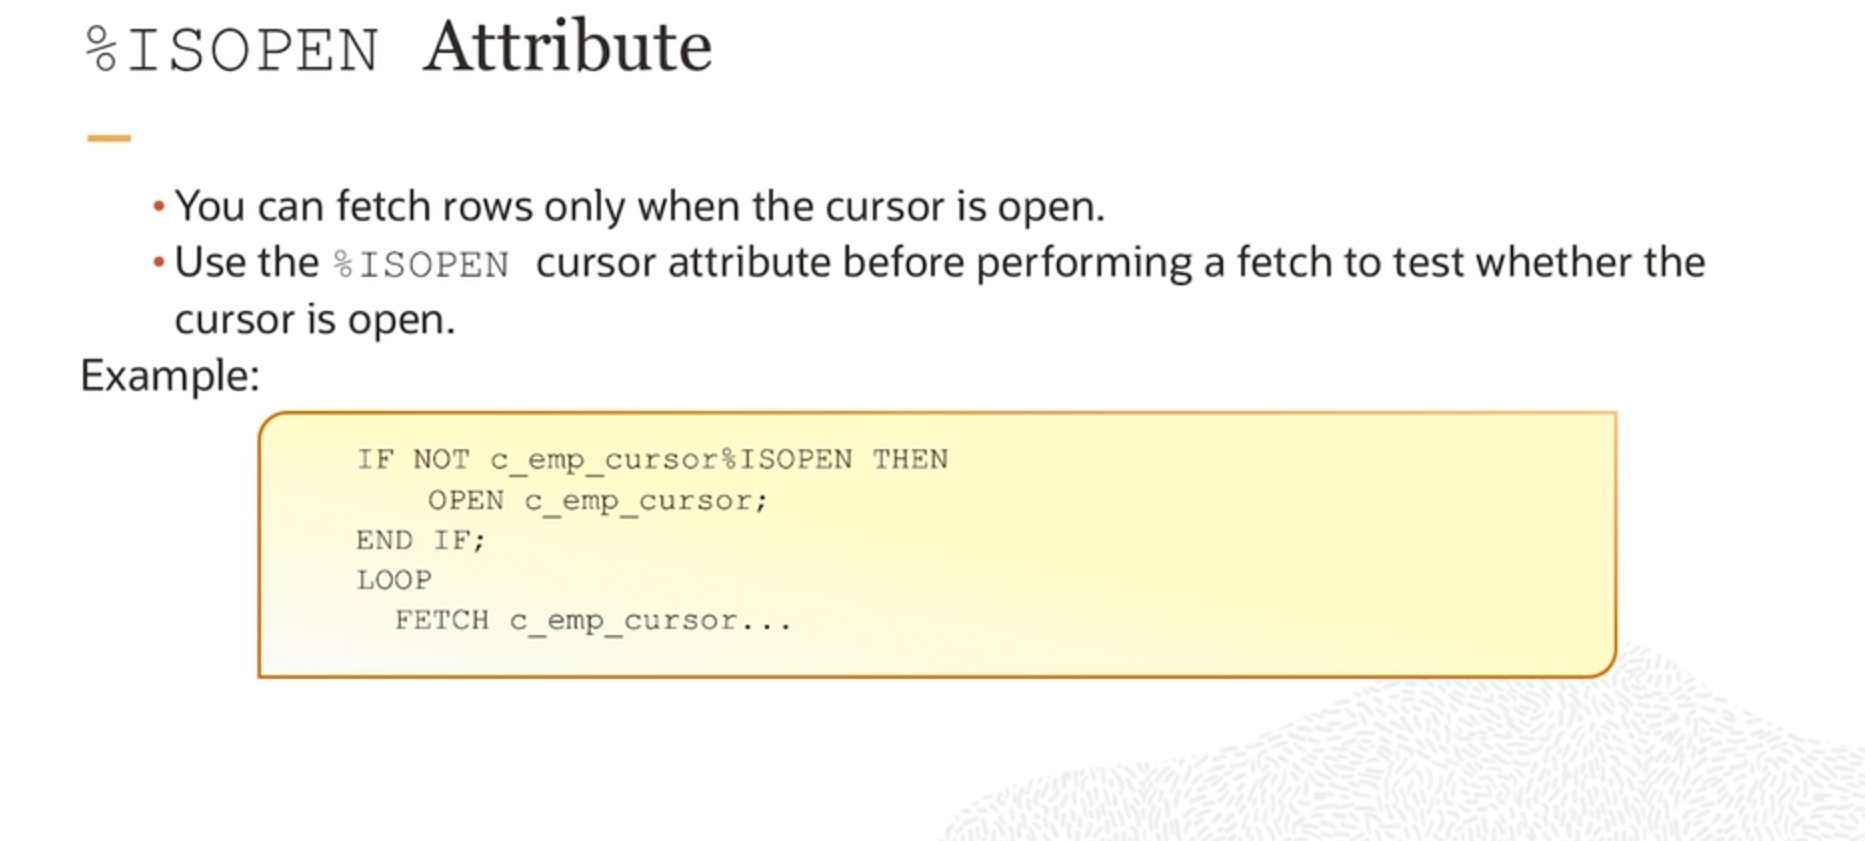 %ISOPEN Attribute
• You can fetch rows only when the cursor is open.
• Use the %ISOPEN cursor attribute before performing a fetch to test whether the
cursor is open.
Example:
IF NOT c_emp_cursor%ISOPEN THEN
OPEN c_emp_cursor;
END IF;
LOOP
FETCH c_emp_cursor...